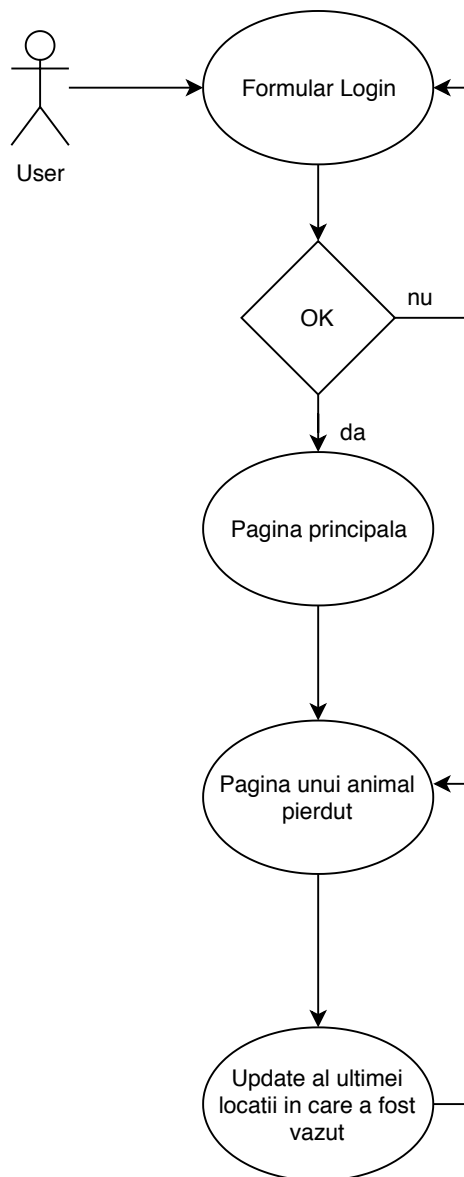 Formular Login
User
OK
nu
da
Pagina principala
Pagina unui animal
pierdut
Update al ultimei
locatii in care a fost
vazut